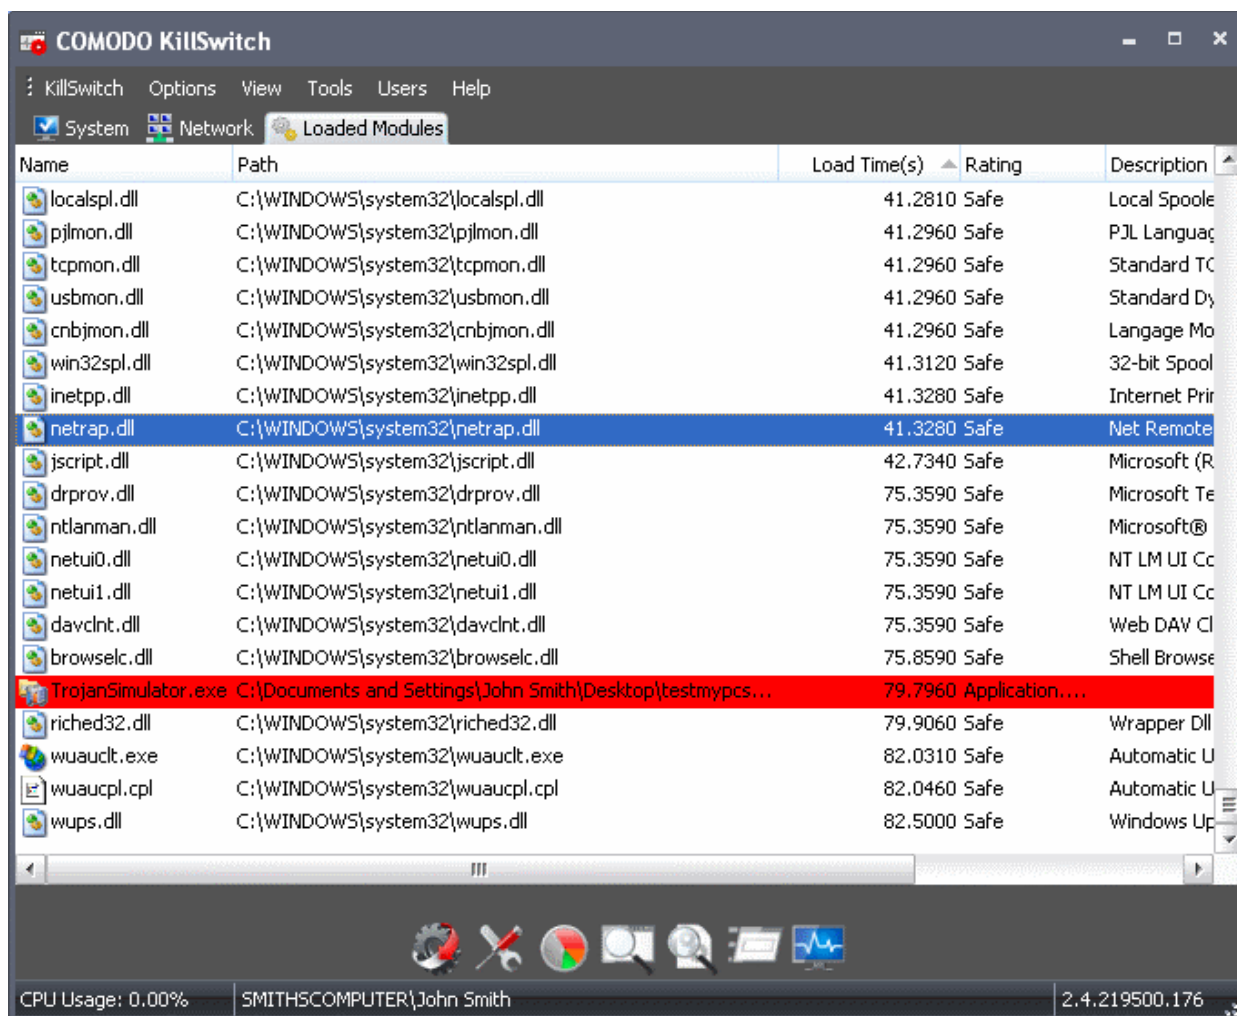 COMODO KillSwitch
KillSwitch Options View Tools Users Help
System Network Loaded Modules
Name Path Load Time(s) Rating Description
localspl.dll C:\WINDOWS\system32\localspl.dll 41.2810 Safe Local Spoole
pjlmon.dll C:\WINDOWS\system32\pjlmon.dll 41.2960 Safe PJL Languag
tcpmon.dll C:\WINDOWS\system32\tcpmon.dll 41.2960 Safe Standard TC
usbmon.dll C:\WINDOWS\system32\usbmon.dll 41.2960 Safe Standard Dy
cnbjmon.dll C:\WINDOWS\system32\cnbjmon.dll 41.2960 Safe Langage Mo
win32spl.dll C:\WINDOWS\system32\win32spl.dll 41.3120 Safe 32-bit Spool
inetpp.dll C:\WINDOWS\system32\inetpp.dll 41.3280 Safe Internet Prin
netrap.dll C:\WINDOWS\system32\netrap.dll 41.3280 Safe Net Remote
jscript.dll C:\WINDOWS\system32\jscript.dll 42.7340 Safe Microsoft (R
drprov.dll C:\WINDOWS\system32\drprov.dll 75.3590 Safe Microsoft Te
ntlanman.dll C:\WINDOWS\system32\ntlanman.dll 75.3590 Safe Microsoft®
netui0.dll C:\WINDOWS\system32\netui0.dll 75.3590 Safe NT LM UI Co
netui1.dll C:\WINDOWS\system32\netui1.dll 75.3590 Safe NT LM UI Co
davclnt.dll C:\WINDOWS\system32\davclnt.dll 75.3590 Safe Web DAV Cl
browselc.dll C:\WINDOWS\system32\browselc.dll 75.8590 Safe Shell Browse
TrojanSimulator.exe C:\Documents and Settings\John Smith\Desktop\testmypcs... 79.7960 Application....
riched32.dll C:\WINDOWS\system32\riched32.dll 79.9060 Safe Wrapper Dll
wuauclt.exe C:\WINDOWS\system32\wuauclt.exe 82.0310 Safe Automatic U
wuaucpl.cpl C:\WINDOWS\system32\wuaucpl.cpl 82.0460 Safe Automatic U
wups.dll C:\WINDOWS\system32\wups.dll 82.5000 Safe Windows Up
CPU Usage: 0.00% SMITHSCOMPUTER\John Smith 2.4.219500.176